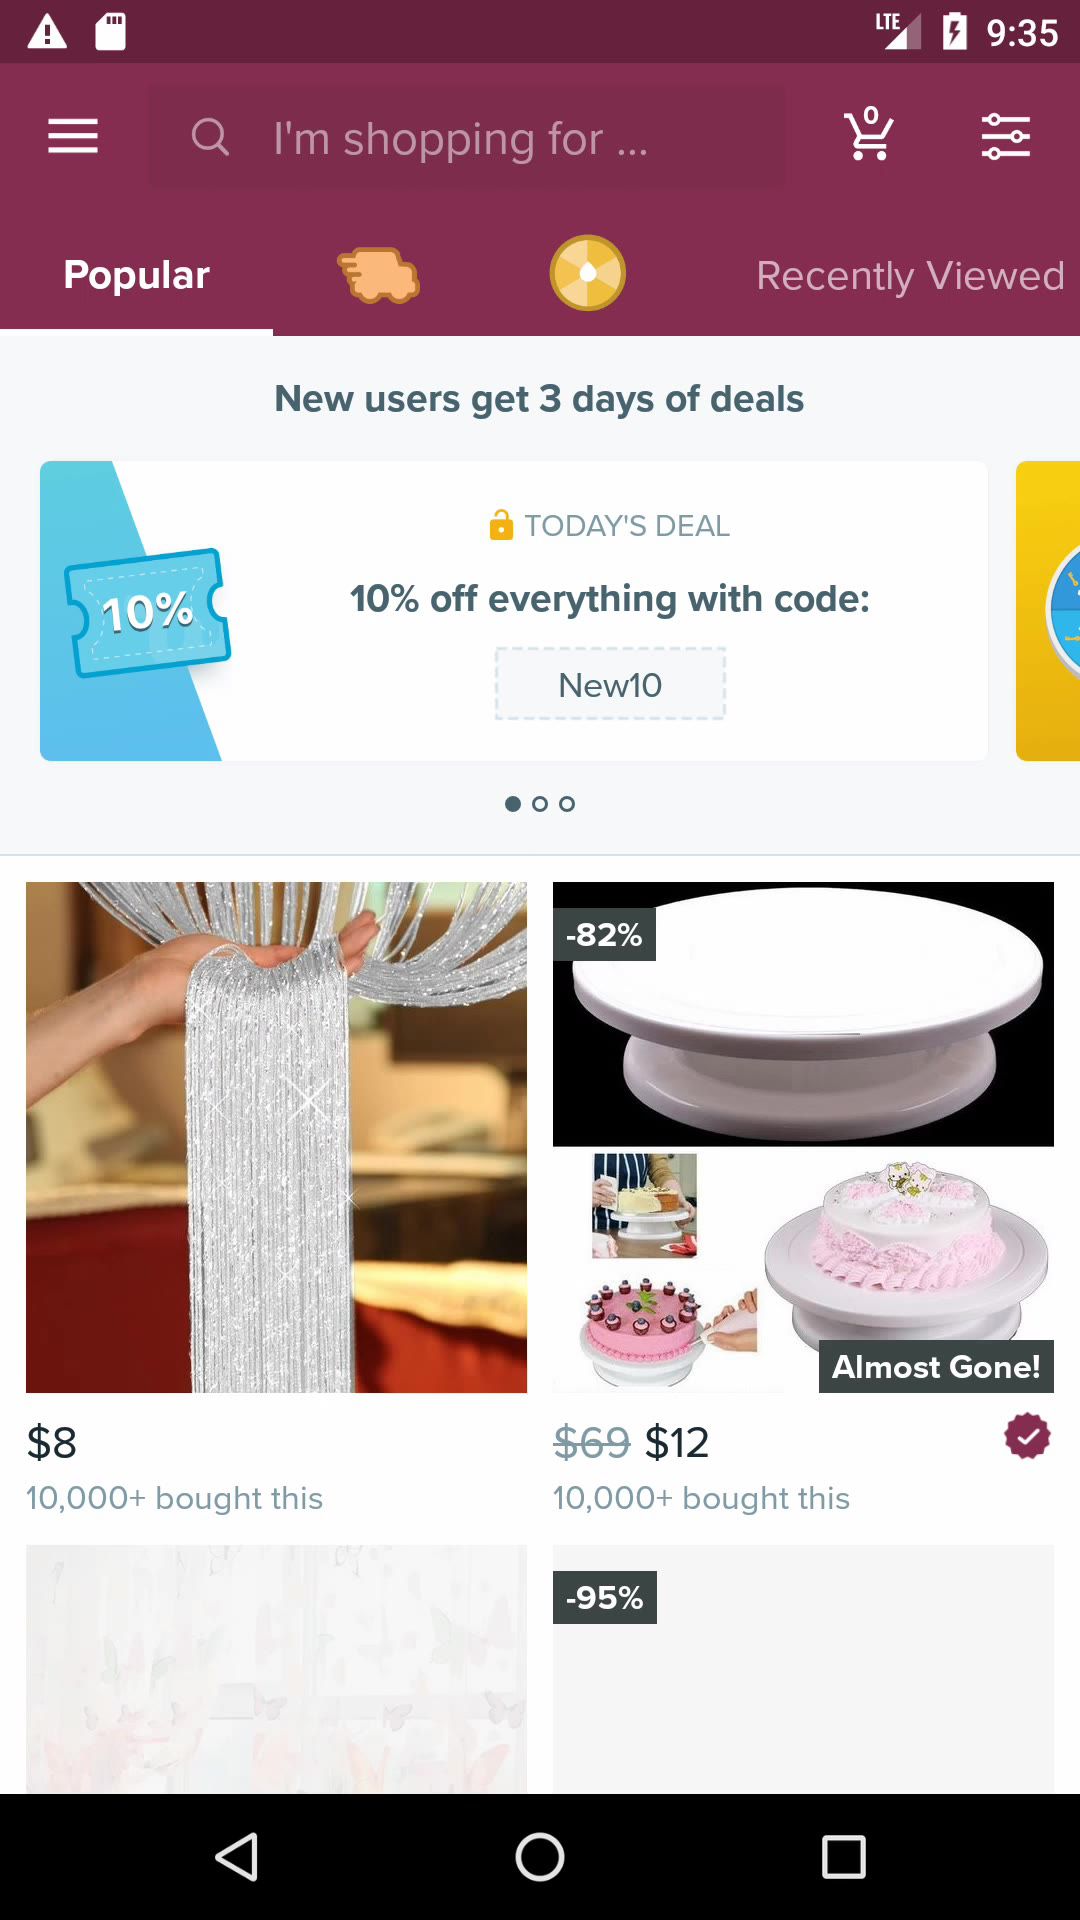 LTE 9:35
I'm shopping for ...
0
Popular
Recently Viewed
New users get 3 days of deals
TODAY'S DEAL
10%
10% off everything with code:
New10
-82%
Almost Gone!
$8
$69 $12
10,000+ bought this
10,000+ bought this
-95%